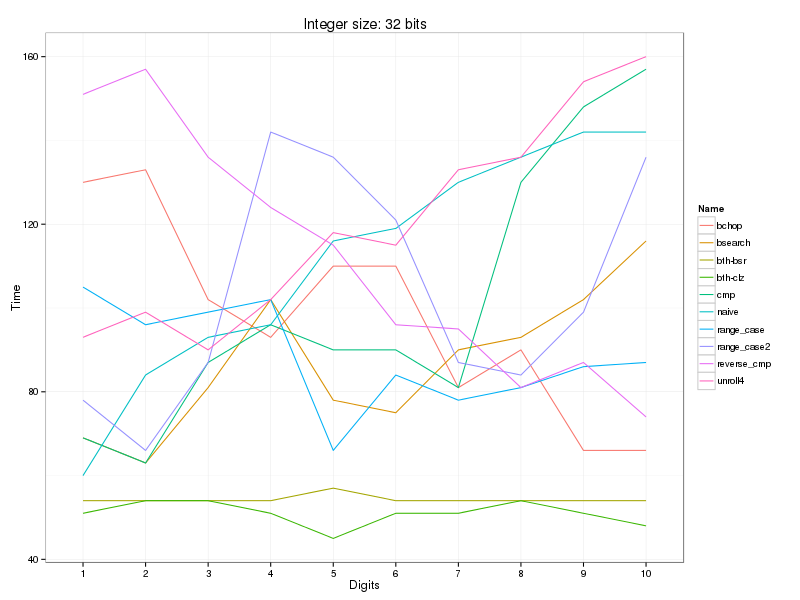 Integer size: 32 bits
160
120
80
40
Time
1 2 3 4 5 6 7 8 9 10
Digits
Name
bchop
bsearch
bth-bsr
bth-clz
cmp
naive
range_case
range_case2
reverse_cmp
unroll4